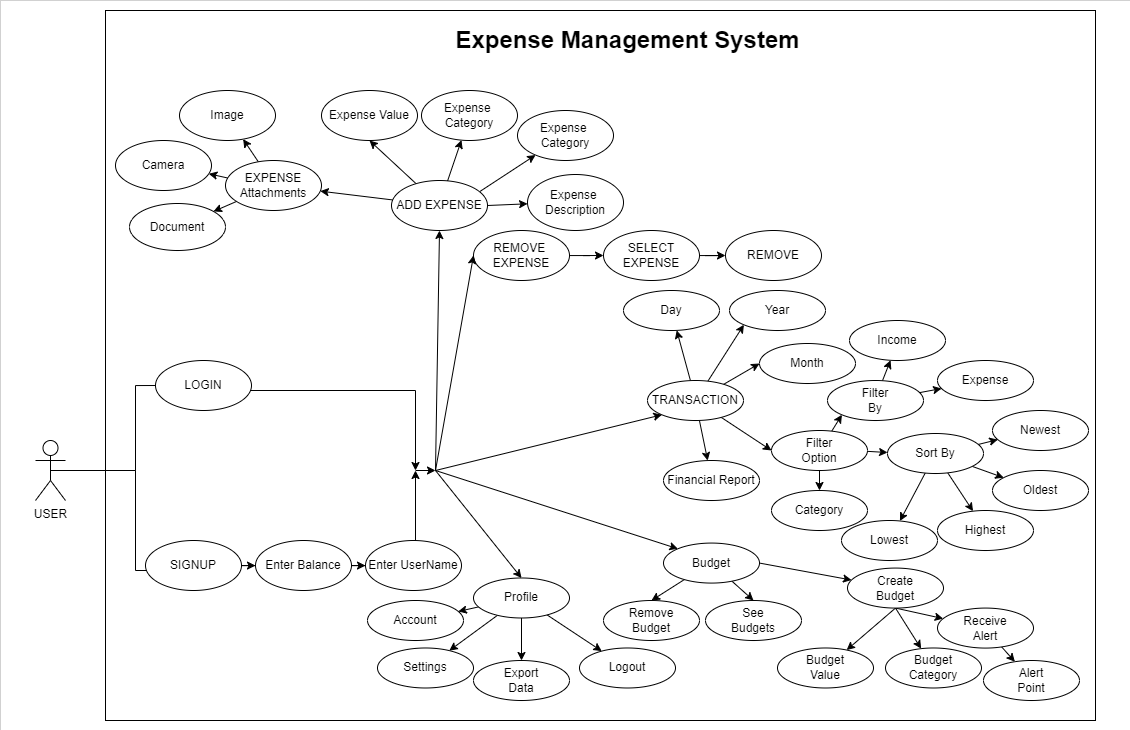 Expense Management System
Image
Expense Value
Expense
Category
Expense
Category
Camera
EXPENSE
Attachments
ADD EXPENSE
Expense
Description
Document
REMOVE
EXPENSE
SELECT
EXPENSE
REMOVE
Day
Year
Income
Month
LOGIN
TRANSACTION
Filter
By
Expense
Newest
Filter
Option
Sort By
USER
Financial Report
Category
Oldest
Highest
Lowest
SIGNUP
Enter Balance
Enter UserName
Budget
Create
Budget
Profile
Account
Remove
Budget
See
Budgets
Receive
Alert
Settings
Export
Data
Logout
Budget
Value
Budget
Category
Alert
Point